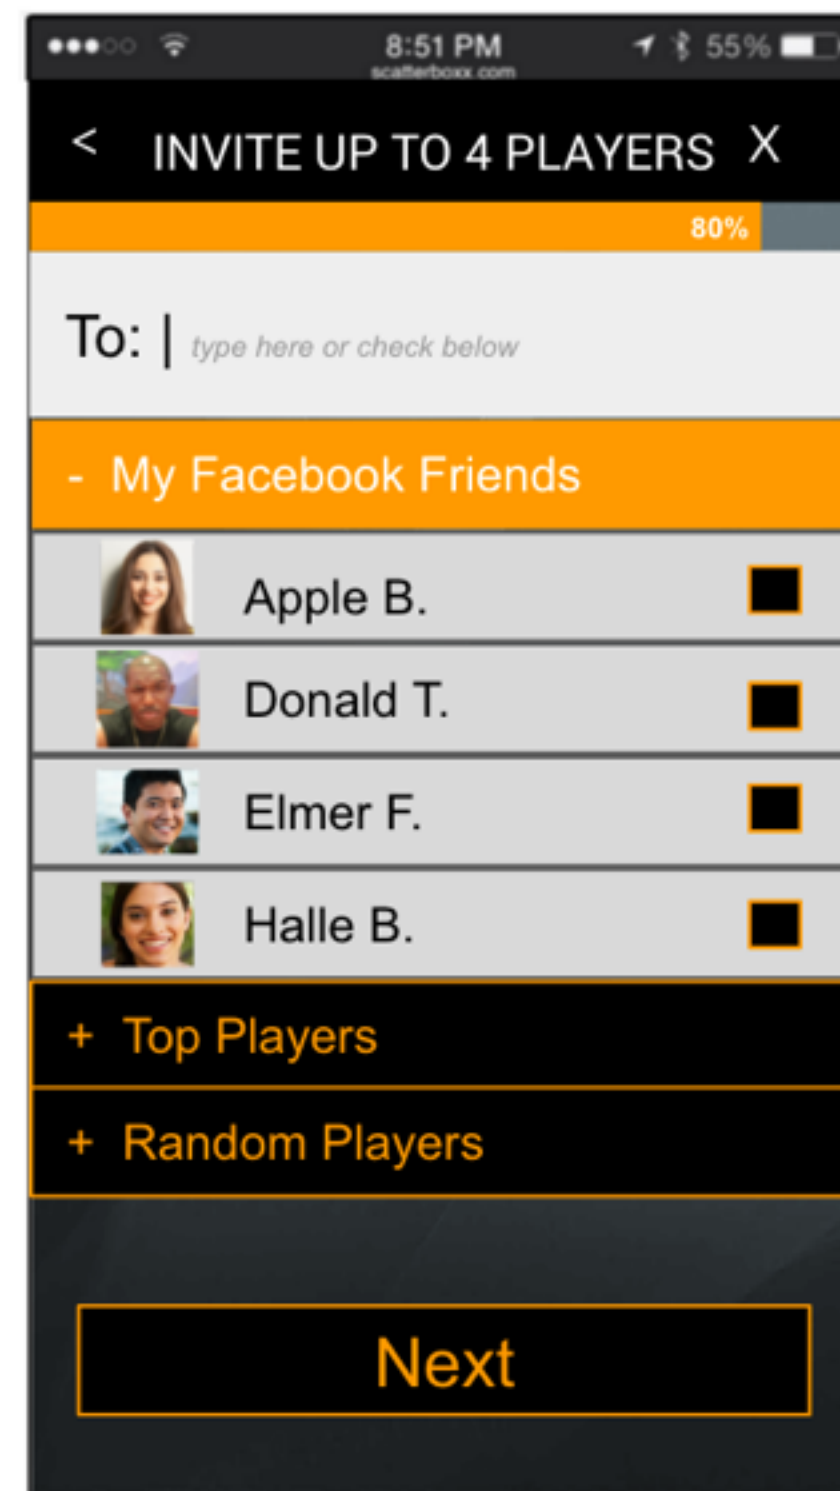 8:51 PM
55%
scatterboxx.com
< INVITE UP TO 4 PLAYERS X
80%
To: | type here or check below
- My Facebook Friends
Apple B.
Donald T.
Elmer F.
Halle B.
+ Top Players
+ Random Players
Next